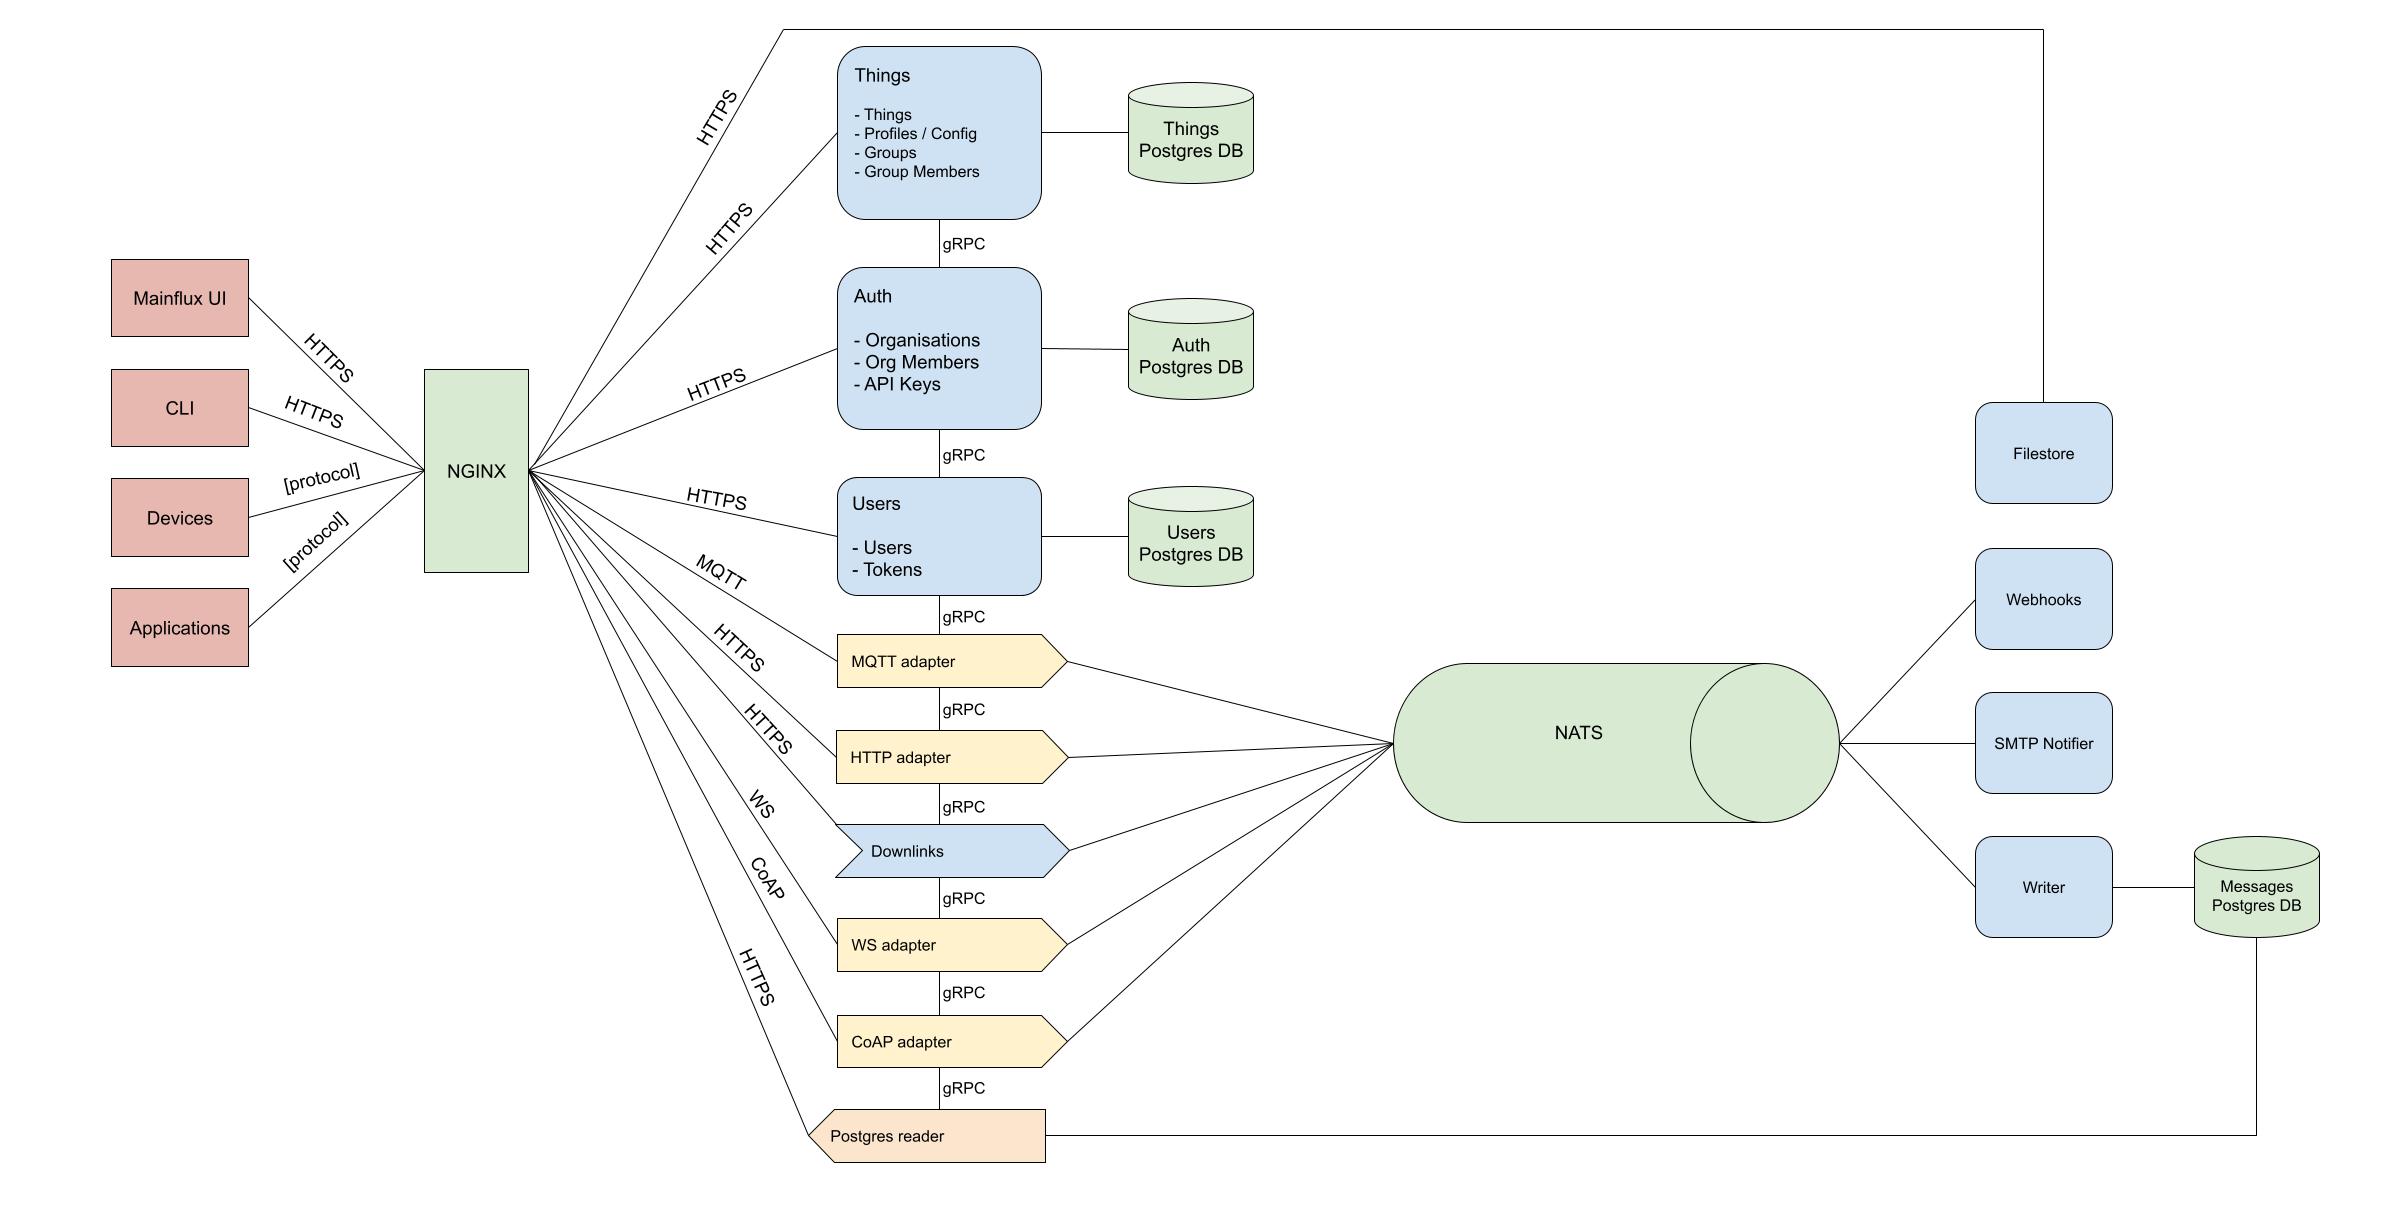 Mainflux UI
CLI
Devices
Applications
HTTPS
HTTPS
[protocol]
[protocol]
NGINX
HTTPS
HTTPS
HTTPS
HTTPS
MQTT
HTTPS
HTTPS
WS
CoAP
HTTPS
Things
- Things
- Profiles / Config
- Groups
- Group Members
Things
Postgres DB
gRPC
Auth
- Organisations
- Org Members
- API Keys
Auth
Postgres DB
gRPC
Users
- Users
- Tokens
Users
Postgres DB
gRPC
MQTT adapter
gRPC
HTTP adapter
gRPC
Downlinks
gRPC
WS adapter
gRPC
CoAP adapter
gRPC
Postgres reader
NATS
Filestore
Webhooks
SMTP Notifier
Writer
Messages
Postgres DB